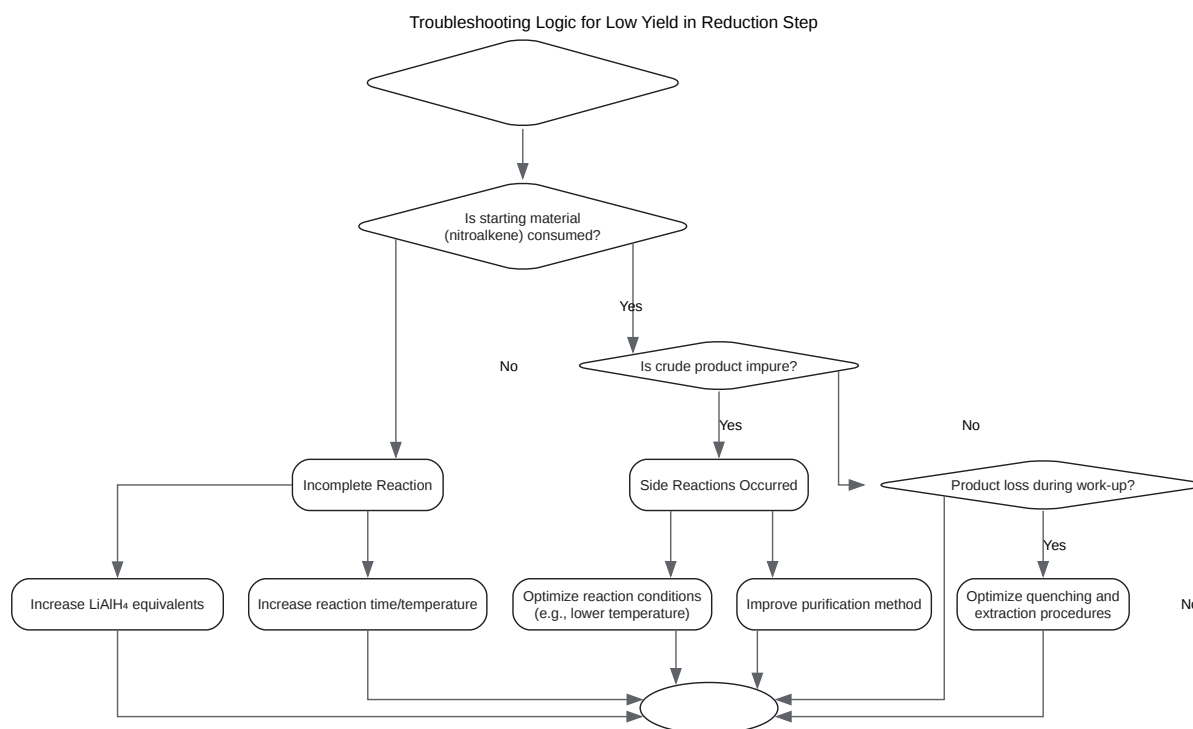 Troubleshooting Logic for Low Yield in Reduction Step
Is starting material
(nitroalkene) consumed?
Yes
No
Is crude product impure?
Yes
No
Incomplete Reaction
Side Reactions Occurred
Product loss during work-up?
Yes
Increase LiAlH₄ equivalents
Increase reaction time/temperature
Optimize reaction conditions
(e.g., lower temperature)
Improve purification method
Optimize quenching and
extraction procedures
No